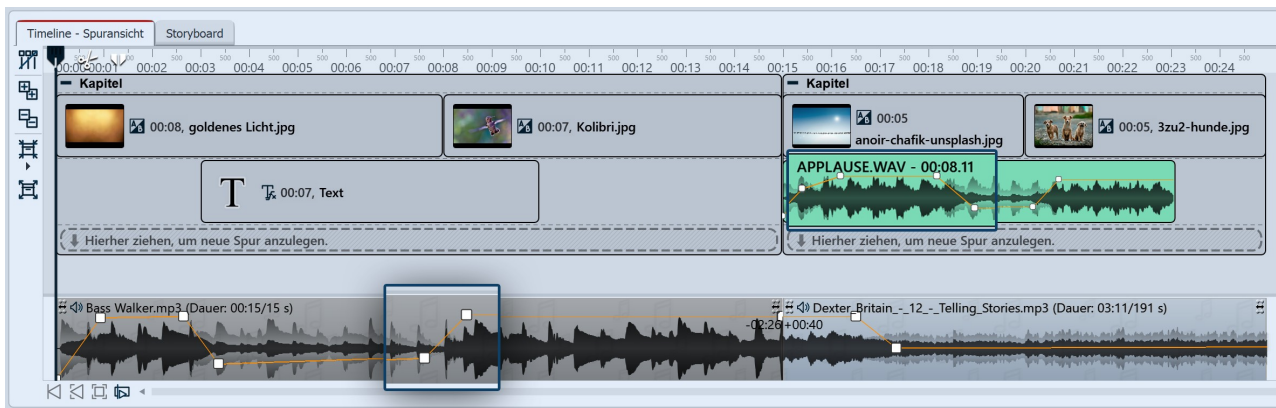 Timeline - Spuransicht
Storyboard
00:00
00:01
00:02
00:03
00:04
00:05
00:06
00:07
00:08
00:09
00:10
00:11
00:12
00:13
00:14
00:15
00:16
00:17
00:18
00:19
00:20
00:21
00:22
00:23
00:24
Kapitel
Kapitel
00:08, goldenes Licht.jpg
00:07, Kolibri.jpg
00:05
anoir-chafik-unsplash.jpg
00:05, 3zu2-hunde.jpg
T
00:07, Text
APPLAUSE.WAV - 00:08.11
Hierher ziehen, um neue Spur anzulegen.
Hierher ziehen, um neue Spur anzulegen.
Bass Walker.mp3 (Dauer: 00:15/15 s)
Dexter_Britain_-_12_-_Telling_Stories.mp3 (Dauer: 03:11/191 s)
-02:26
+00:40